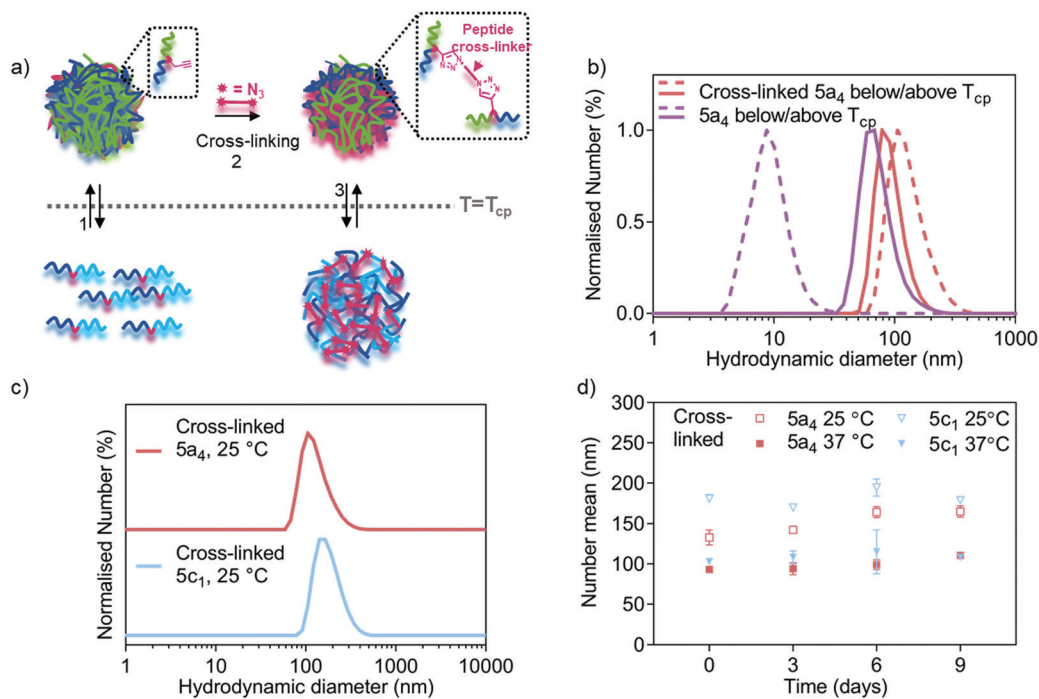 a)
= N₃
Cross-linking
2
Peptide
cross-linker
N
N=N
N
N=N
1
3
T=Tcp
b)
Cross-linked 5a₄ below/above Tcp
5a₄ below/above Tcp
Normalised Number (%)
1.0
0.5
0.0
1
10
100
1000
Hydrodynamic diameter (nm)
c)
Cross-linked
5a₄, 25 °C
Cross-linked
5c₁, 25 °C
Normalised Number (%)
1
10
100
1000
10000
Hydrodynamic diameter (nm)
d)
Cross-
linked
5a₄ 25 °C
5a₄ 37 °C
5c₁ 25°C
5c₁ 37°C
Number mean (nm)
300
250
200
150
100
50
0
0
3
6
9
Time (days)